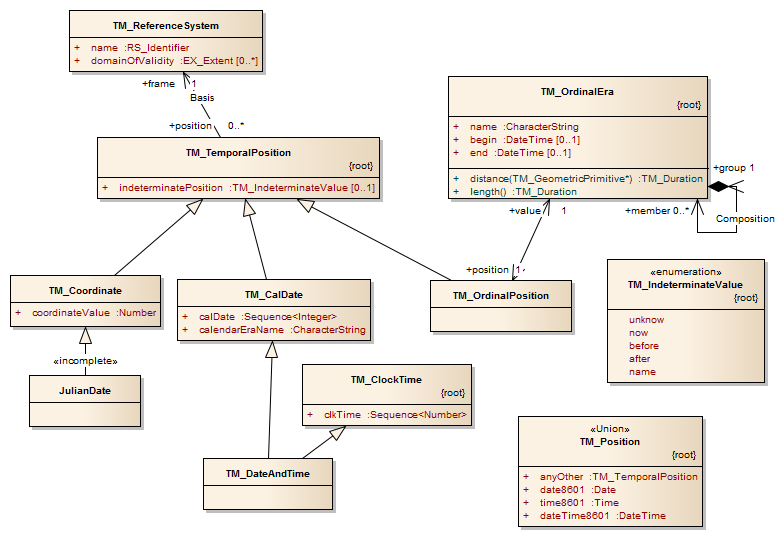 TM_ReferenceSystem
+ name :RS_Identifier
+ domainOfValidity :EX_Extent [0..*]
+frame 1
Basis
+position 0..*
TM_TemporalPosition
{root}
+ indeterminatePosition :TM_IndeterminateValue [0..1]
TM_OrdinalEra
{root}
+ name :CharacterString
+ begin :DateTime [0..1]
+ end :DateTime [0..1]
+ distance(TM_GeometricPrimitive*) :TM_Duration
+ length() :TM_Duration
+group 1
+member 0..*
Composition
+value 1
+position 1
TM_Coordinate
+ coordinateValue :Number
TM_CalDate
+ calDate :Sequence<Integer>
+ calendarEraName :CharacterString
TM_OrdinalPosition
«enumeration»
TM_IndeterminateValue
{root}
unknow
now
before
after
name
«incomplete»
JulianDate
TM_ClockTime
{root}
+ clkTime :Sequence<Number>
TM_DateAndTime
«Union»
TM_Position
{root}
+ anyOther :TM_TemporalPosition
+ date8601 :Date
+ time8601 :Time
+ dateTime8601 :DateTime